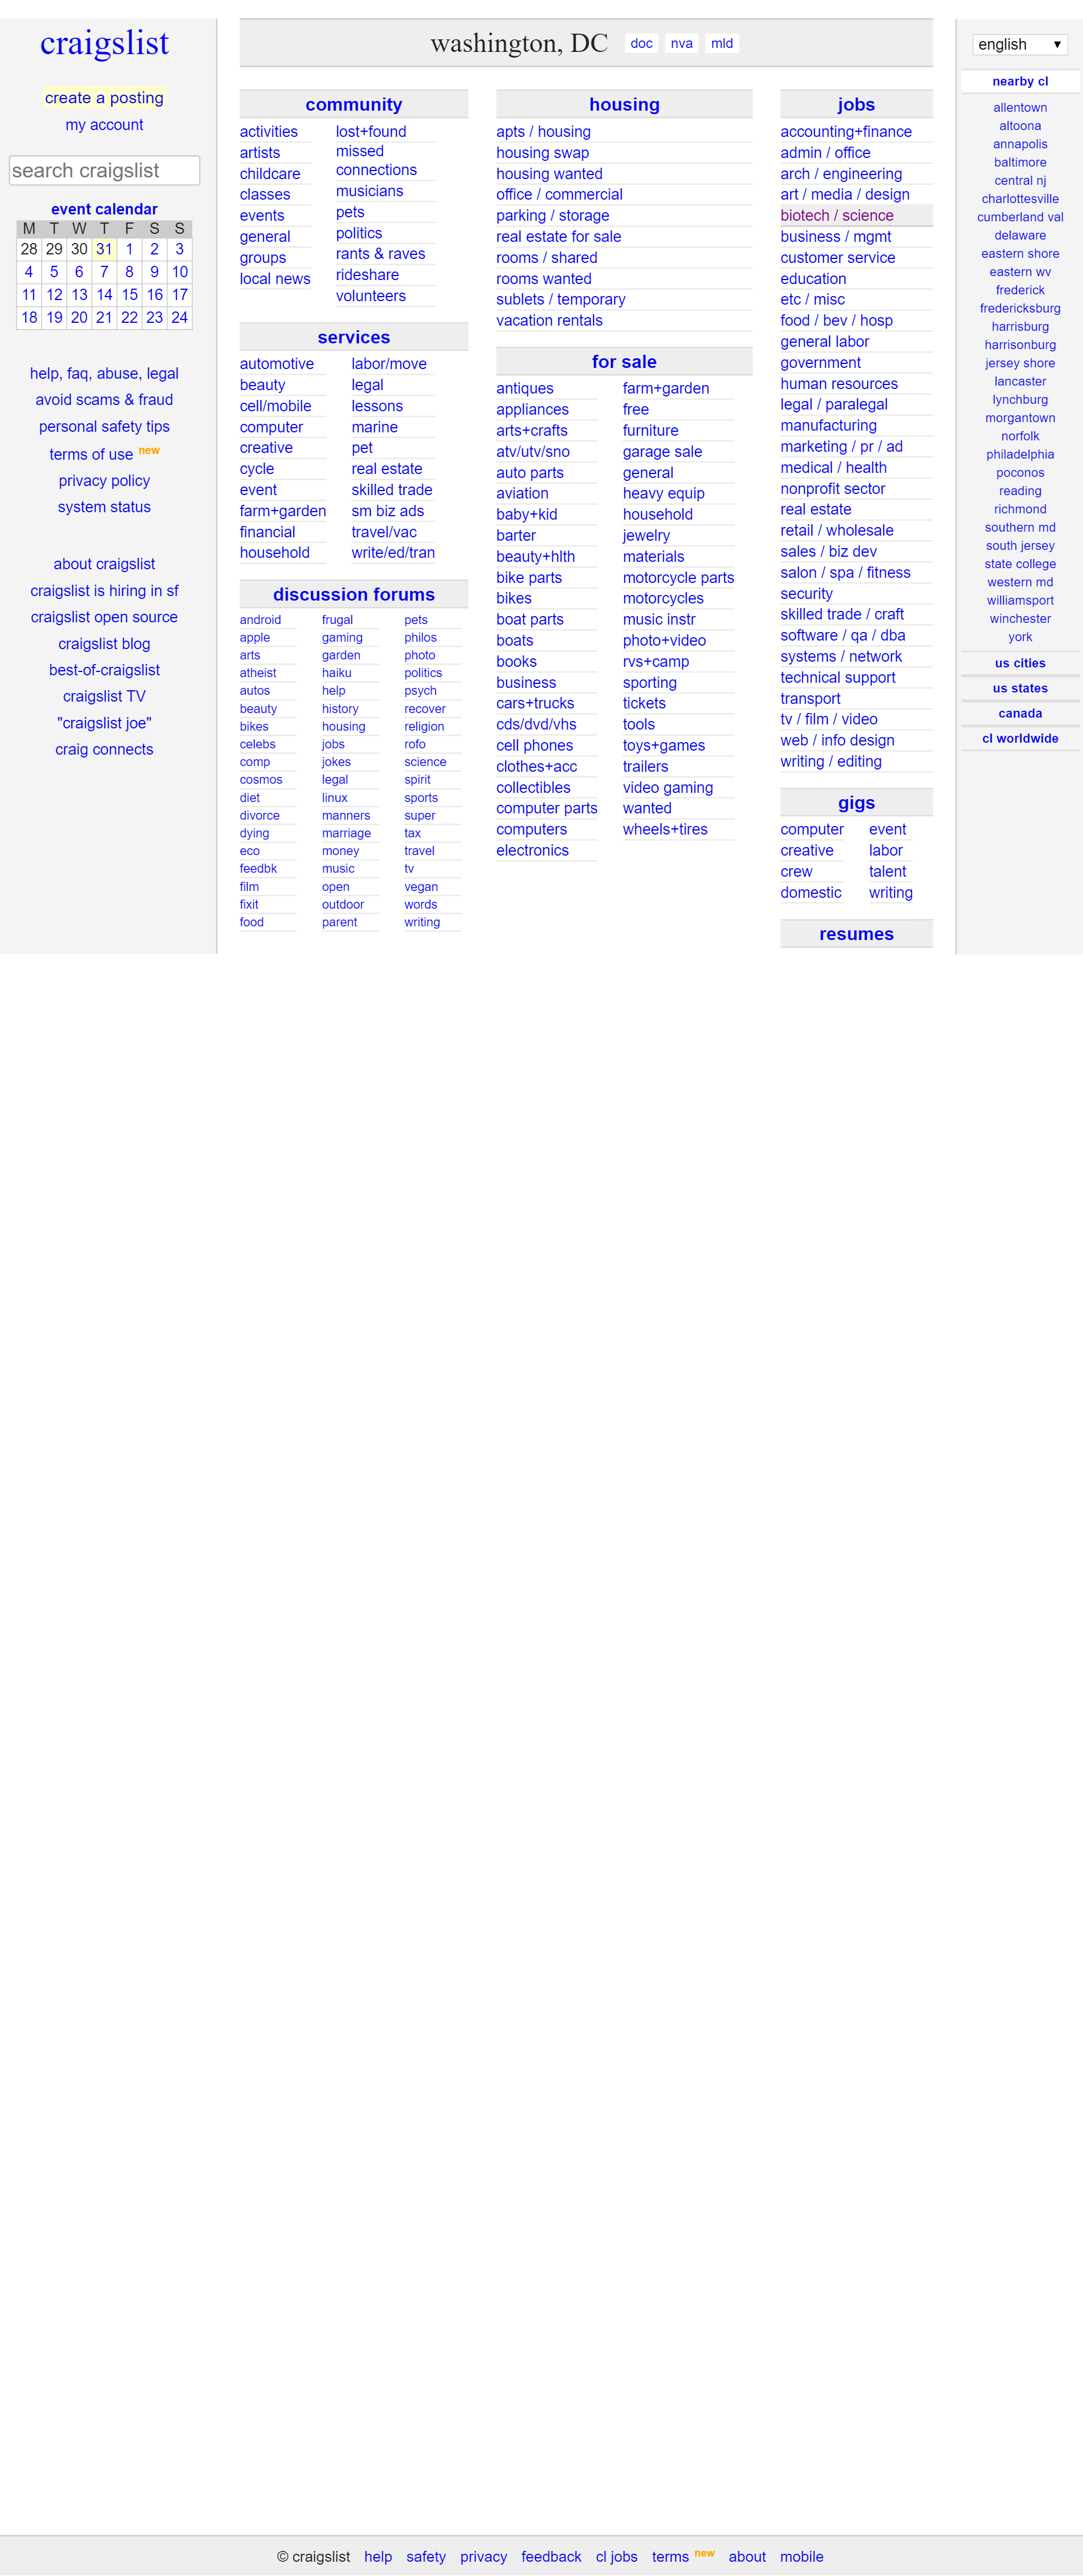 craigslist
create a posting
my account
search craigslist
event calendar
M T W T F S S
28 29 30 31 1 2 3
4 5 6 7 8 9 10
11 12 13 14 15 16 17
18 19 20 21 22 23 24
help, faq, abuse, legal
avoid scams & fraud
personal safety tips
terms of use new
privacy policy
system status
about craigslist
craigslist is hiring in sf
craigslist open source
craigslist blog
best-of-craigslist
craigslist TV
"craigslist joe"
craig connects
washington, DC doc nva mld
community
activities
artists
childcare
classes
events
general
groups
local news
lost+found
missed
connections
musicians
pets
politics
rants & raves
rideshare
volunteers
services
automotive
beauty
cell/mobile
computer
creative
cycle
event
farm+garden
financial
household
labor/move
legal
lessons
marine
pet
real estate
skilled trade
sm biz ads
travel/vac
write/ed/tran
discussion forums
android
apple
arts
atheist
autos
beauty
bikes
celebs
comp
cosmos
diet
divorce
dying
eco
feedbk
film
fixit
food
frugal
gaming
garden
haiku
help
history
housing
jobs
jokes
legal
linux
manners
marriage
money
music
open
outdoor
parent
pets
philos
photo
politics
psych
recover
religion
rofo
science
spirit
sports
super
tax
travel
tv
vegan
words
writing
housing
apts / housing
housing swap
housing wanted
office / commercial
parking / storage
real estate for sale
rooms / shared
rooms wanted
sublets / temporary
vacation rentals
for sale
antiques
appliances
arts+crafts
atv/utv/sno
auto parts
aviation
baby+kid
barter
beauty+hlth
bike parts
bikes
boat parts
boats
books
business
cars+trucks
cds/dvd/vhs
cell phones
clothes+acc
collectibles
computer parts
computers
electronics
farm+garden
free
furniture
garage sale
general
heavy equip
household
jewelry
materials
motorcycle parts
motorcycles
music instr
photo+video
rvs+camp
sporting
tickets
tools
toys+games
trailers
video gaming
wanted
wheels+tires
jobs
accounting+finance
admin / office
arch / engineering
art / media / design
biotech / science
business / mgmt
customer service
education
etc / misc
food / bev / hosp
general labor
government
human resources
legal / paralegal
manufacturing
marketing / pr / ad
medical / health
nonprofit sector
real estate
retail / wholesale
sales / biz dev
salon / spa / fitness
security
skilled trade / craft
software / qa / dba
systems / network
technical support
transport
tv / film / video
web / info design
writing / editing
gigs
computer
creative
crew
domestic
event
labor
talent
writing
resumes
english ▼
nearby cl
allentown
altoona
annapolis
baltimore
central nj
charlottesville
cumberland val
delaware
eastern shore
eastern wv
frederick
fredericksburg
harrisburg
harrisonburg
jersey shore
lancaster
lynchburg
morgantown
norfolk
philadelphia
poconos
reading
richmond
southern md
south jersey
state college
western md
williamsport
winchester
york
us cities
us states
canada
cl worldwide
© craigslist help safety privacy feedback cl jobs terms new about mobile